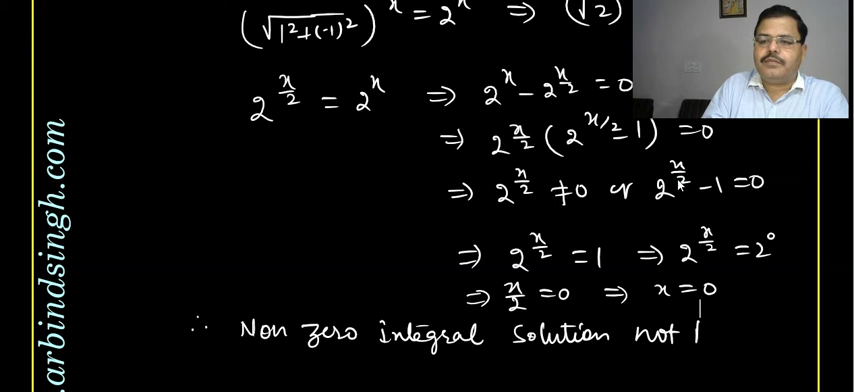 (√1²+(-1)²)^x = 2^x ⇒ (√2)
2^(x/2) = 2^x ⇒ 2^x - 2^(x/2) = 0
⇒ 2^(x/2) (2^(x/2) - 1) = 0
⇒ 2^(x/2) ≠ 0 or 2^(x/2) - 1 = 0
⇒ 2^(x/2) = 1 ⇒ 2^(x/2) = 2^0
⇒ x/2 = 0 ⇒ x = 0
∴ Non zero integral solution not
.arbindsingh.com